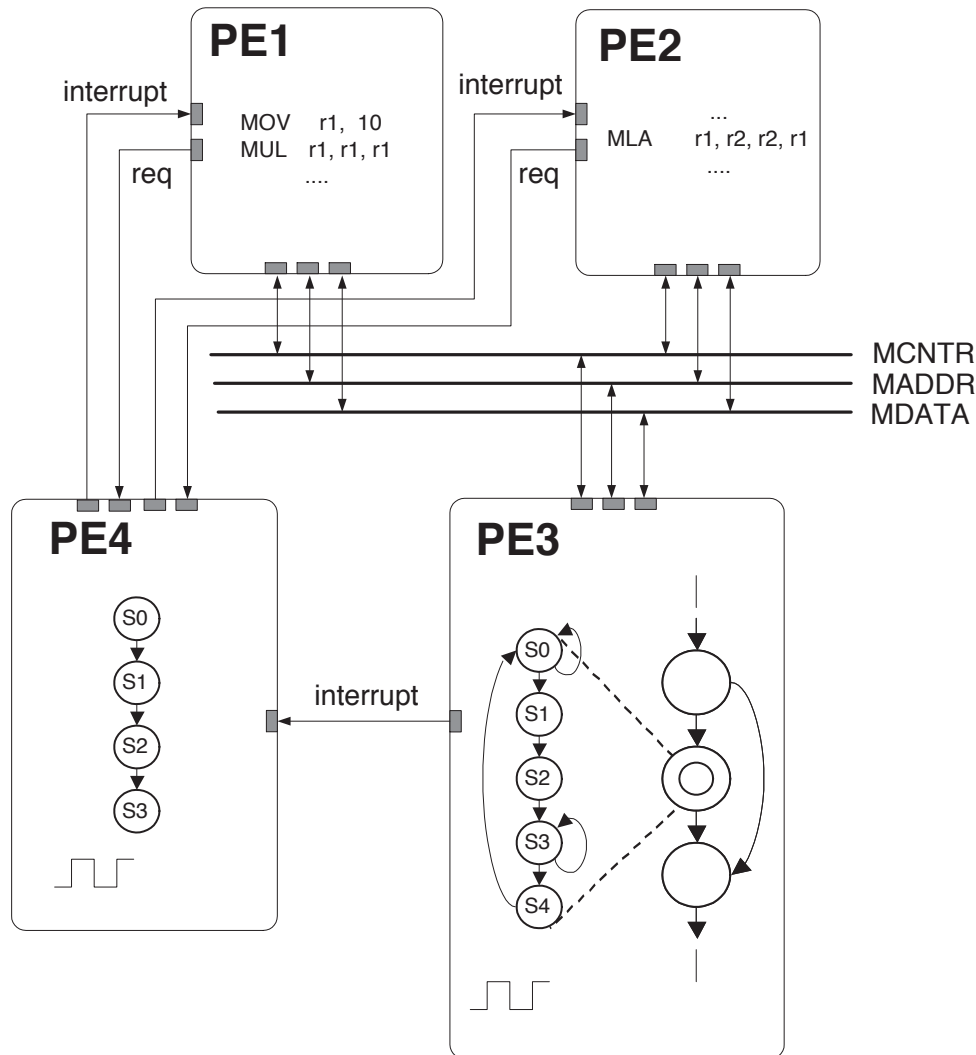 PE1
PE2
interrupt
interrupt
MOV r1, 10
MUL r1, r1, r1
....
...
MLA r1, r2, r2, r1
....
req
req
MCNTR
MADDR
MDATA
PE4
PE3
S0
S1
S2
S3
interrupt
S0
S1
S2
S3
S4